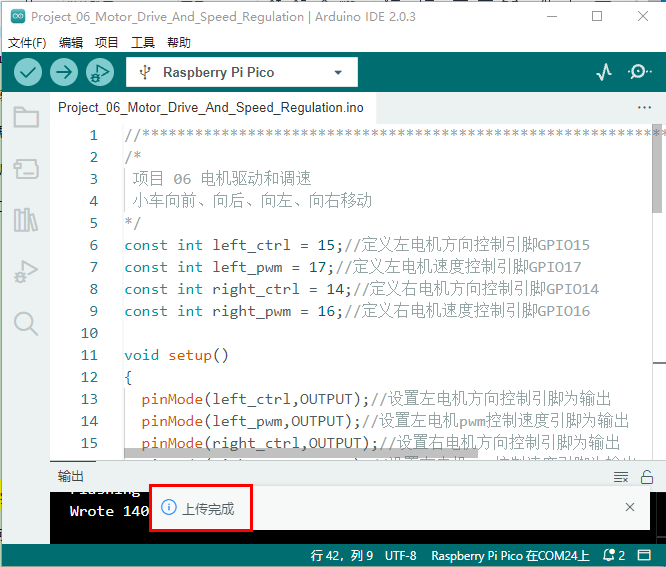 Project_06_Motor_Drive_And_Speed_Regulation | Arduino IDE 2.0.3
文件(F) 编辑 项目 工具 帮助
Raspberry Pi Pico
Project_06_Motor_Drive_And_Speed_Regulation.ino
1 //************************************************************
2 /*
3 项目 06 电机驱动和调速
4 小车向前、向后、向左、向右移动
5 */
6 const int left_ctrl = 15;//定义左电机方向控制引脚GPIO15
7 const int left_pwm = 17;//定义左电机速度控制引脚GPIO17
8 const int right_ctrl = 14;//定义右电机方向控制引脚GPIO14
9 const int right_pwm = 16;//定义右电机速度控制引脚GPIO16
10
11 void setup()
12 {
13 pinMode(left_ctrl,OUTPUT);//设置左电机方向控制引脚为输出
14 pinMode(left_pwm,OUTPUT);//设置左电机pwm控制速度引脚为输出
15 pinMode(right_ctrl,OUTPUT);//设置右电机方向控制引脚为输出
输出
Flashing
Wrote 140
上传完成
行 42，列 9 UTF-8 Raspberry Pi Pico 在COM24上 2